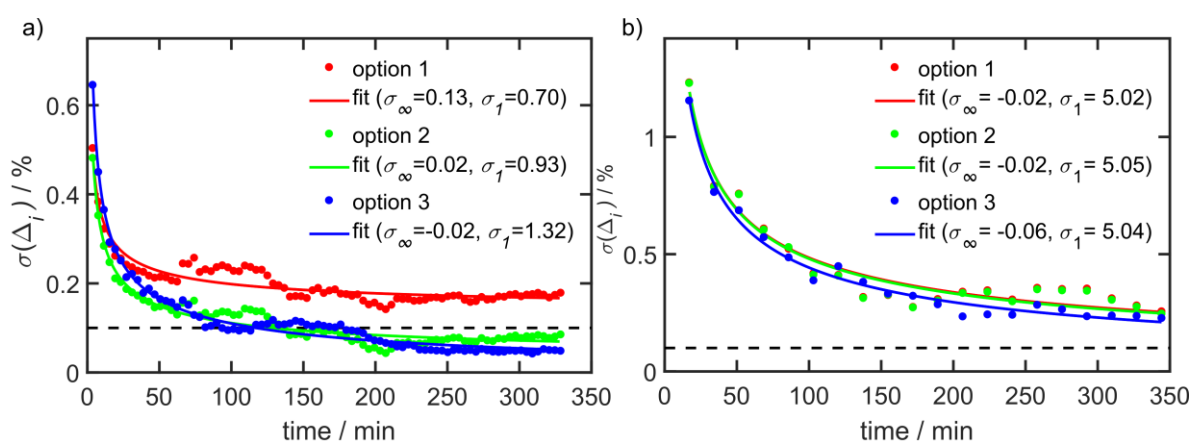 a)
σ(Δi) / %
0.6
0.4
0.2
0
0 50 100 150 200 250 300 350
time / min
option 1
fit (σ∞=0.13, σ1=0.70)
option 2
fit (σ∞=0.02, σ1=0.93)
option 3
fit (σ∞=-0.02, σ1=1.32)
b)
σ(Δi) / %
1
0.5
0
0 50 100 150 200 250 300 350
time / min
option 1
fit (σ∞= -0.02, σ1= 5.02)
option 2
fit (σ∞= -0.02, σ1= 5.05)
option 3
fit (σ∞= -0.06, σ1= 5.04)